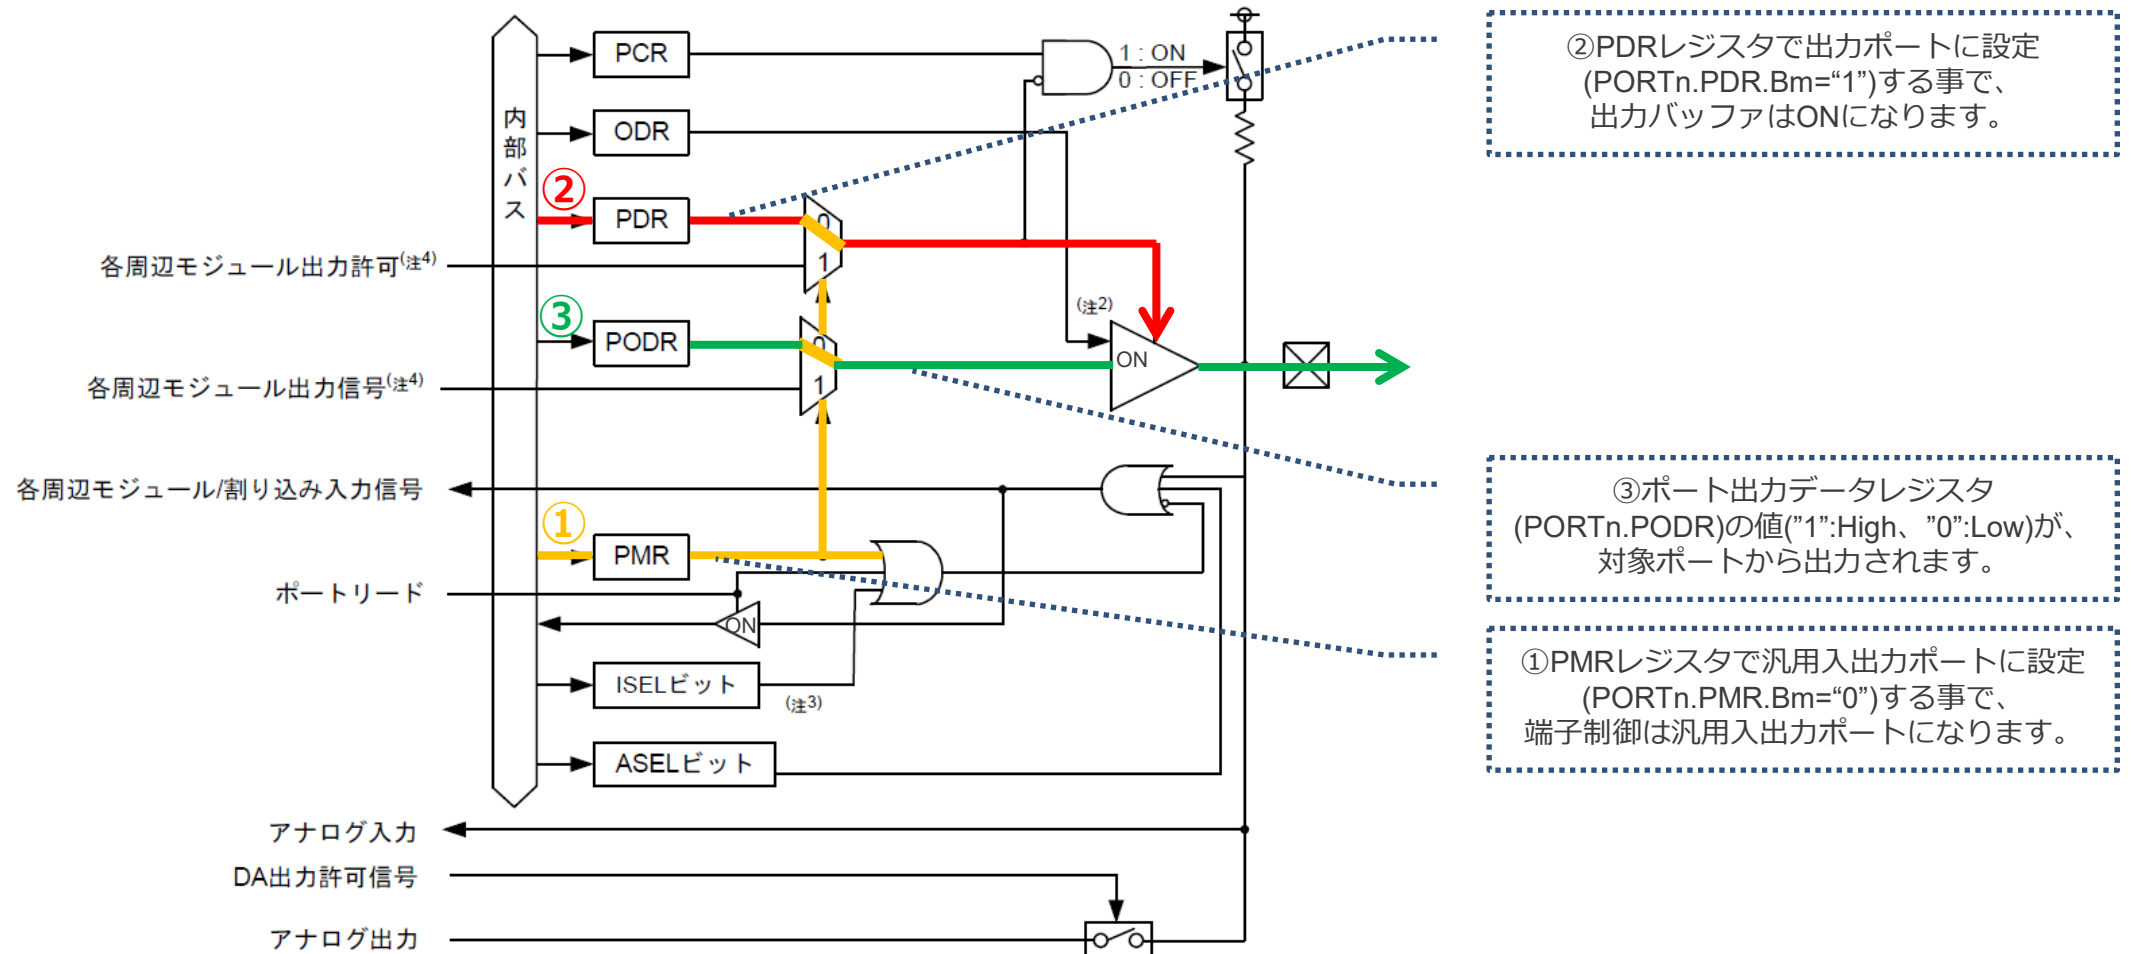 PCR
1 : ON
0 : OFF
内部バス
ODR
②
PDR
0
1
各周辺モジュール出力許可(注4)
③
PODR
0
1
(注2)
ON
各周辺モジュール出力信号(注4)
各周辺モジュール/割り込み入力信号
①
PMR
ポートリード
ON
ISELビット
(注3)
ASELビット
アナログ入力
DA出力許可信号
アナログ出力
②PDRレジスタで出力ポートに設定
(PORTn.PDR.Bm=“1”)する事で、
出力バッファはONになります。
③ポート出力データレジスタ
(PORTn.PODR)の値(”1”:High、”0”:Low)が、
対象ポートから出力されます。
①PMRレジスタで汎用入出力ポートに設定
(PORTn.PMR.Bm=“0”)する事で、
端子制御は汎用入出力ポートになります。